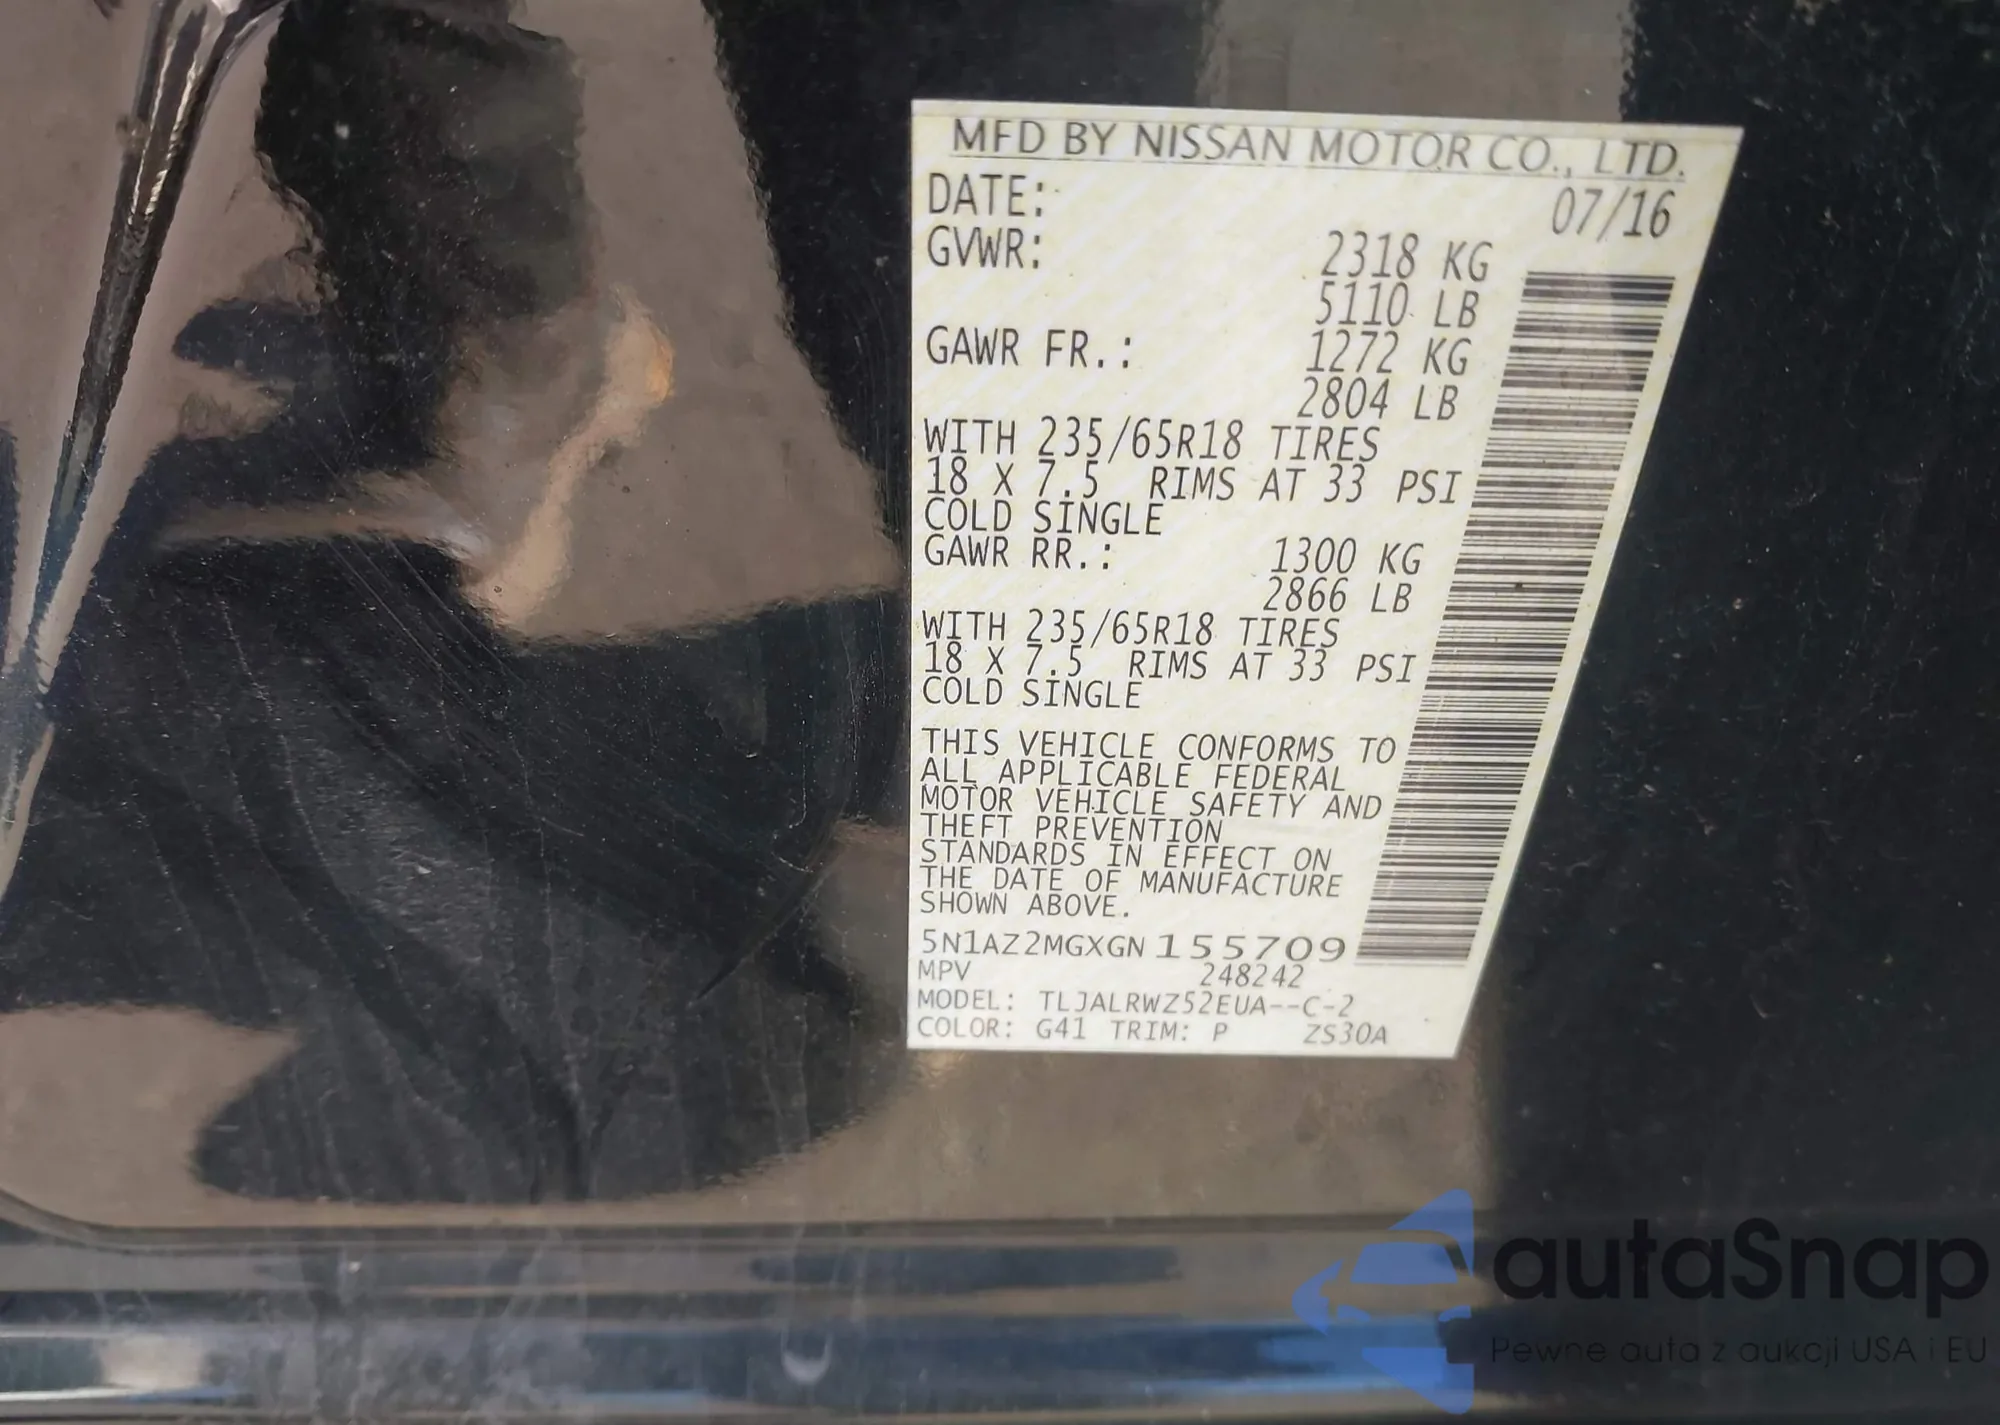 MFD BY NISSAN MOTOR CO., LTD.
DATE: 07/16
GVWR: 2318 KG
5110 LB
GAWR FR.: 1272 KG
2804 LB
WITH 235/65R18 TIRES
18 X 7.5 RIMS AT 33 PSI
COLD SINGLE
GAWR RR.: 1300 KG
2866 LB
WITH 235/65R18 TIRES
18 X 7.5 RIMS AT 33 PSI
COLD SINGLE
THIS VEHICLE CONFORMS TO
ALL APPLICABLE FEDERAL
MOTOR VEHICLE SAFETY AND
THEFT PREVENTION
STANDARDS IN EFFECT ON
THE DATE OF MANUFACTURE
SHOWN ABOVE.
5N1AZ2MGXGN155709
MPV 248242
MODEL: TLJALRWZ52EUA--C-2
COLOR: G41 TRIM: P ZS30A
autaSnap
Pewne auta z aukcji USA i EU